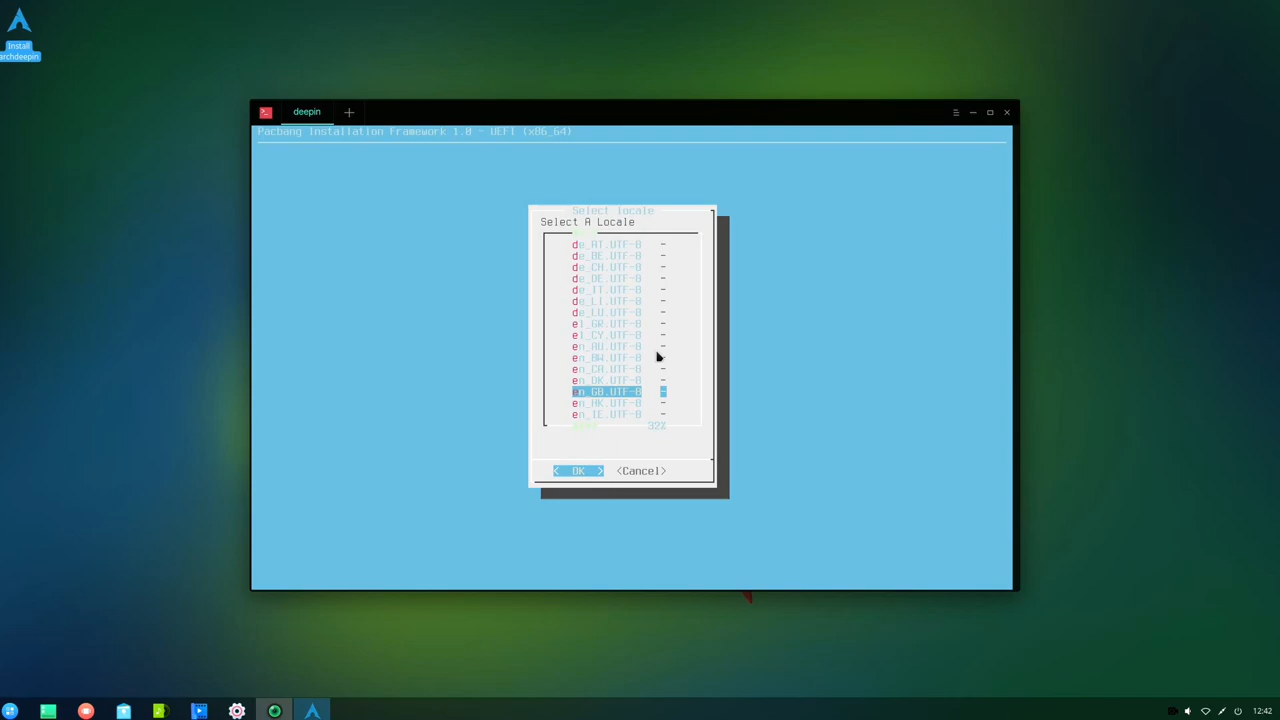 Install
archdeepin
deepin
Pacbang Installation Framework 1.0 - UEFI (x86_64)
Select locale
Select A Locale
de_AT.UTF-8 -
de_BE.UTF-8 -
de_CH.UTF-8 -
de_DE.UTF-8 -
de_IT.UTF-8 -
de_LI.UTF-8 -
de_LU.UTF-8 -
el_GR.UTF-8 -
el_CY.UTF-8 -
en_AU.UTF-8 -
en_BW.UTF-8 -
en_CA.UTF-8 -
en_DK.UTF-8 -
en_GB.UTF-8 -
en_HK.UTF-8 -
en_IE.UTF-8 -
32%
< OK > <Cancel>
12:42